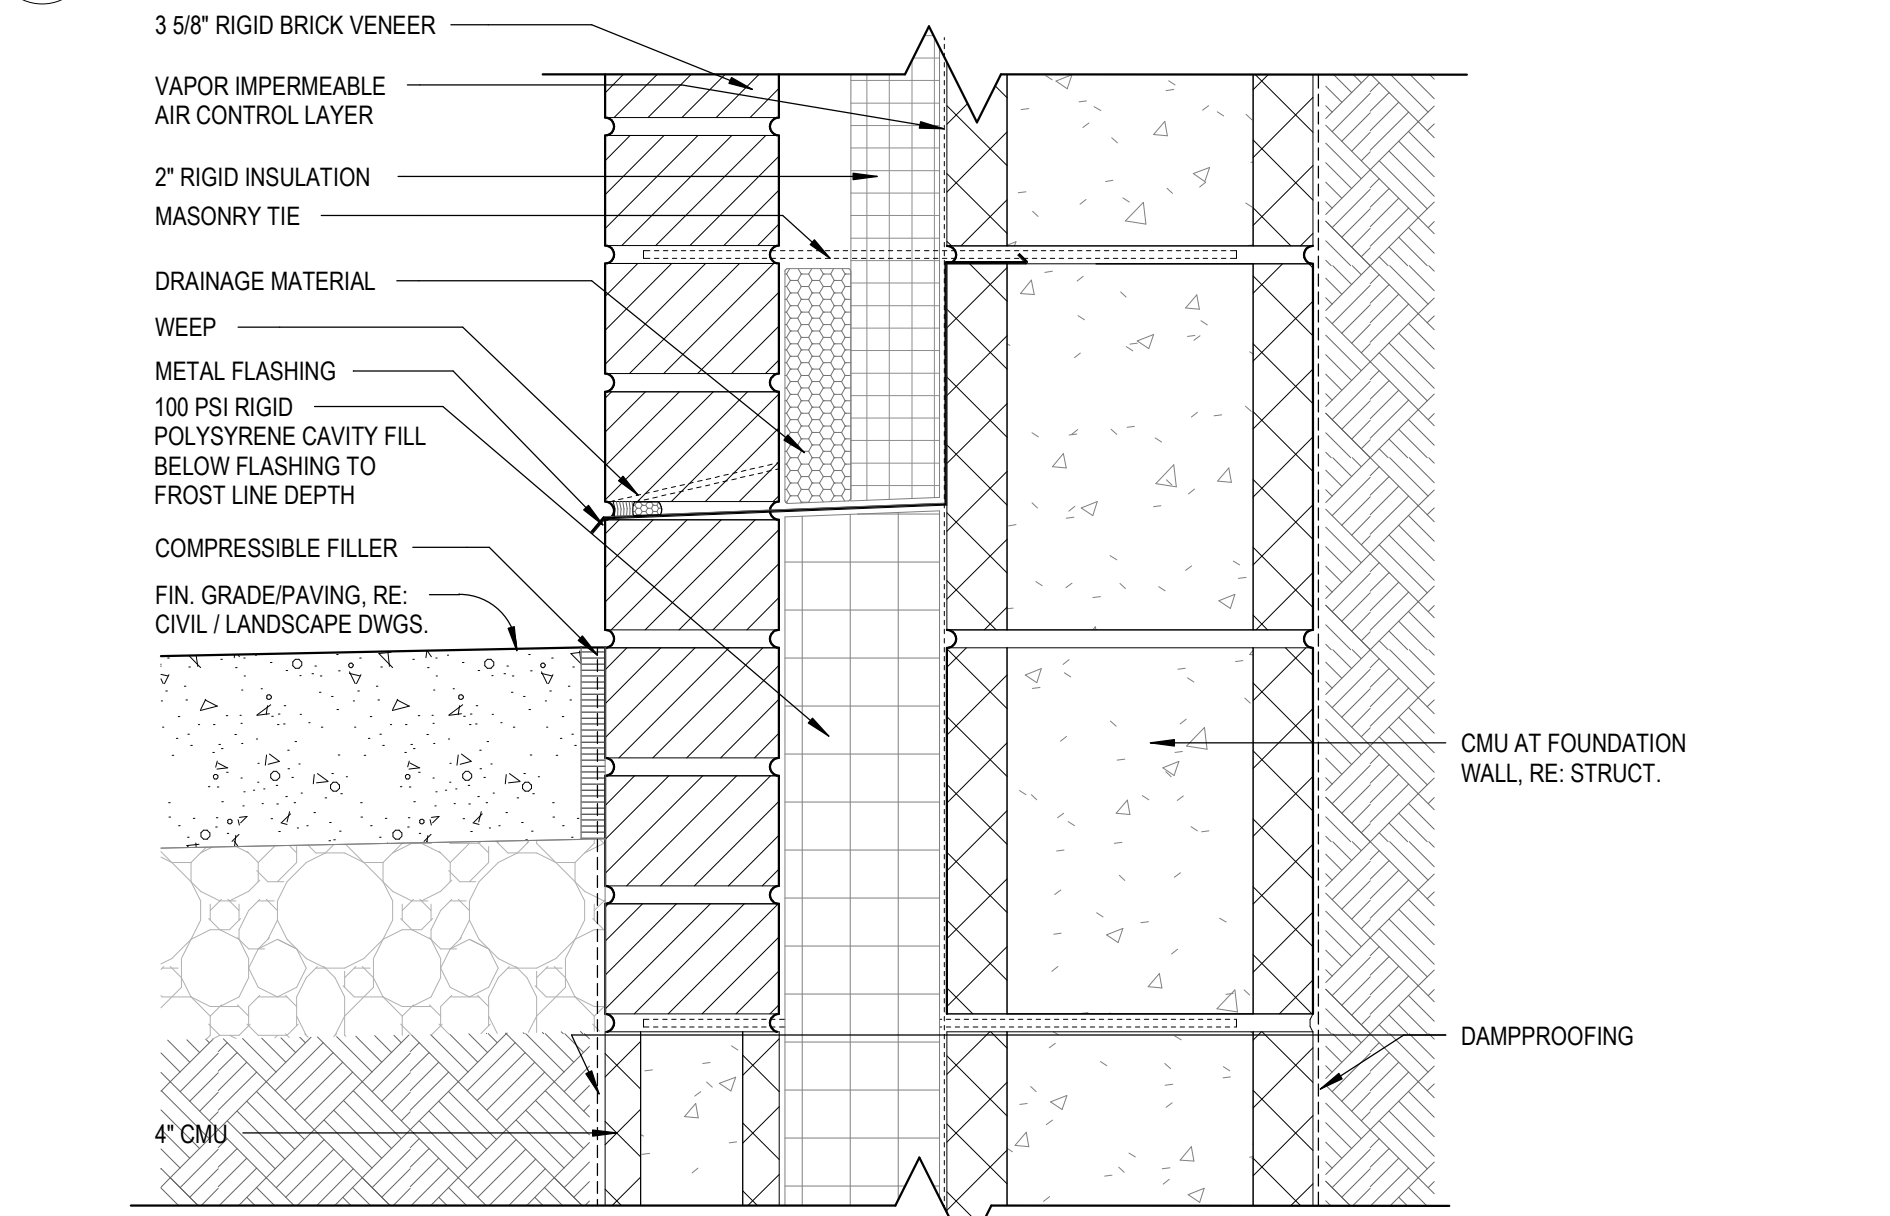 3 5/8" RIGID BRICK VENEER
VAPOR IMPERMEABLE
AIR CONTROL LAYER
2" RIGID INSULATION
MASONRY TIE
DRAINAGE MATERIAL
WEEP
METAL FLASHING
100 PSI RIGID
POLYSYRENE CAVITY FILL
BELOW FLASHING TO
FROST LINE DEPTH
COMPRESSIBLE FILLER
FIN. GRADE/PAVING, RE:
CIVIL / LANDSCAPE DWGS.
4" CMU
CMU AT FOUNDATION
WALL, RE: STRUCT.
DAMPPROOFING